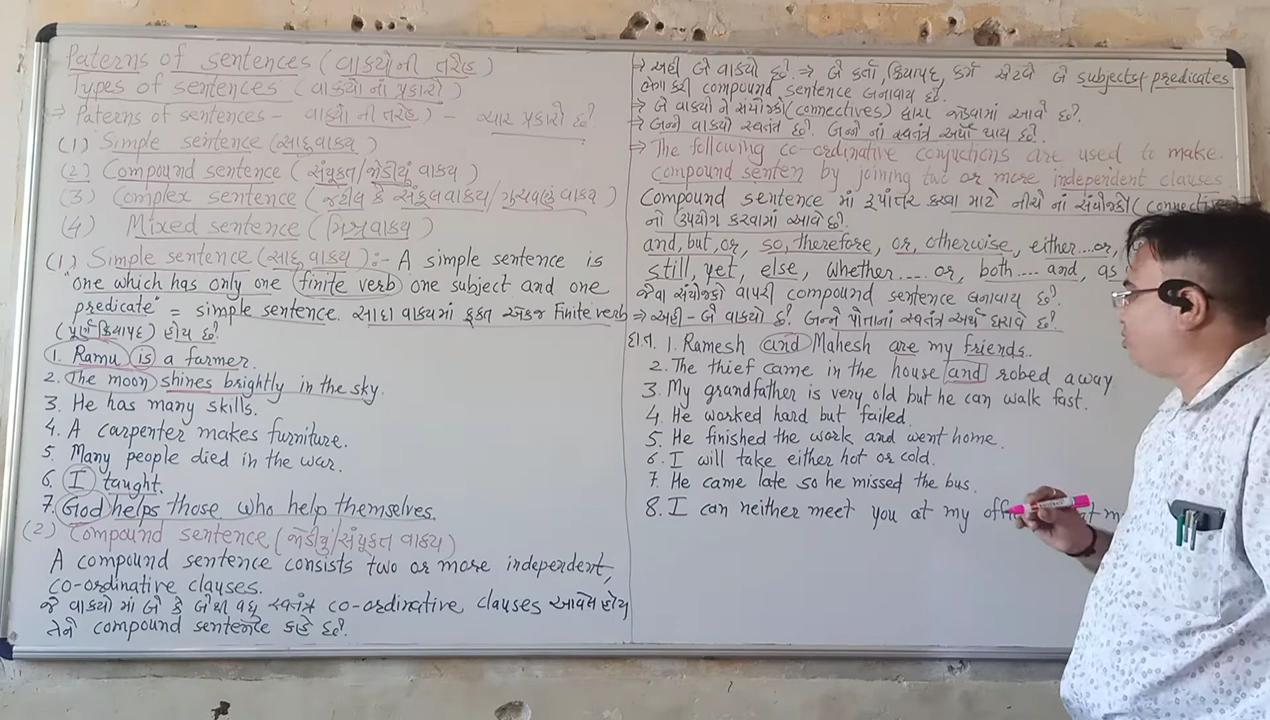 Paterns of sentences (વાક્યોની તરેહ)
Types of sentences (વાક્યોનાં પ્રકારો)
⇒ Paterns of sentences - વાક્યોની તરેહ) - ચાર પ્રકારો છે?
(1) Simple sentence (સાદુ વાક્ય)
(2) Compound sentence (સંયુક્ત/જોડીયું વાક્ય)
(3) Complex sentence (જટીલ કે સંકુલવાક્ય/ગુંચવાળું વાક્ય)
(4) Mixed sentence (મિશ્રવાક્ય)
(1) Simple sentence (સાદુ વાક્ય) :- A simple sentence is
"one which has only one (finite verb) one subject and one
predicate" = simple sentence. સાદા વાક્યમાં ફક્ત એકજ Finite verb
(પૂર્ણ ક્રિયાપદ) હોય છે?
1. Ramu is a farmer.
2. The moon shines brightly in the sky.
3. He has many skills.
4. A carpenter makes furniture.
5. Many people died in the war.
6. I taught.
7. God helps those who help themselves.
(2) Compound sentence (જોડીયું/સંયુક્ત વાક્ય)
A compound sentence consists two or more independent,
co-ordinative clauses.
જે વાક્યો માં બે કે બેથી વધુ સ્વતંત્ર co-ordinative clauses આવેલ હોય
તેને compound sentence કહે છે?
⇒ અહી બે વાક્યો છે? ⇒ બે કર્તા, ક્રિયાપદ, કર્મ એટલે બે subjects/predicates
ભેગા કરી compound sentence બનાવાય છે.
⇒ બે વાક્યો ને સંયોજકો (connectives) દ્વારા જોડવામાં આવે છે?
⇒ બન્ને વાક્યો સ્વતંત્ર છે. બન્ને નાં સ્વતંત્ર અર્થો થાય છે.
⇒ The following co-ordinative conjuctions are used to make
compound senten by joining two or more independent clauses
Compound sentence માં રૂપાંતર કરવા માટે નીચે નાં સંયોજકો (connectives
નો ઉપયોગ કરવામાં આવે છે?
and, but, or, so, therefore, or, otherwise, either...or,
still, yet, else, whether.... or, both.... and, as
જેવા સંયોજકો વાપરી compound sentence બનાવાય છે.
⇒ અહી - બે વાક્યો છે? બન્ને પોતાનાં સ્વતંત્ર અર્થ ધરાવે છે?
દા.ત. 1. Ramesh and Mahesh are my friends.
2. The thief came in the house and robed away
3. My grandfather is very old but he can walk fast.
4. He worked hard but failed.
5. He finished the work and went home.
6. I will take either hot or cold.
7. He came late so he missed the bus.
8. I can neither meet you at my